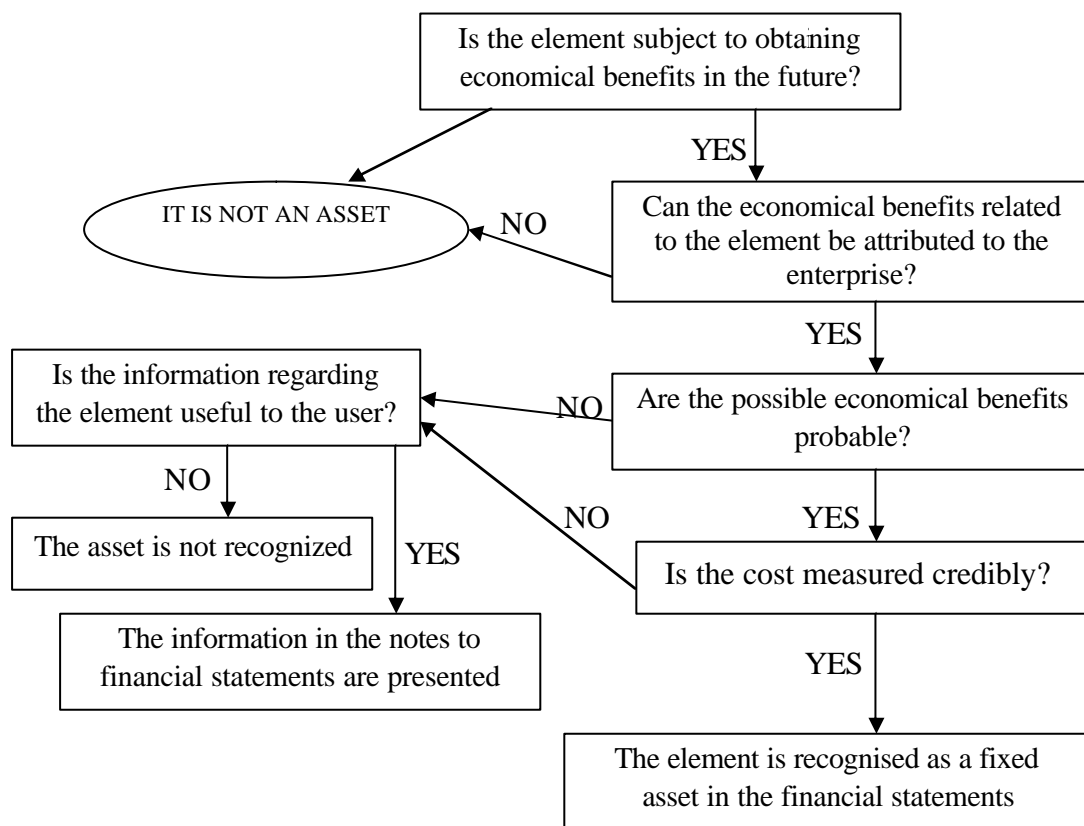 Is the element subject to obtaining
economical benefits in the future?
YES
IT IS NOT AN ASSET
NO
Can the economical benefits related
to the element be attributed to the
enterprise?
YES
Is the information regarding
the element useful to the user?
NO
Are the possible economical benefits
probable?
NO
YES
NO
The asset is not recognized
YES
Is the cost measured credibly?
The information in the notes to
financial statements are presented
YES
The element is recognised as a fixed
asset in the financial statements